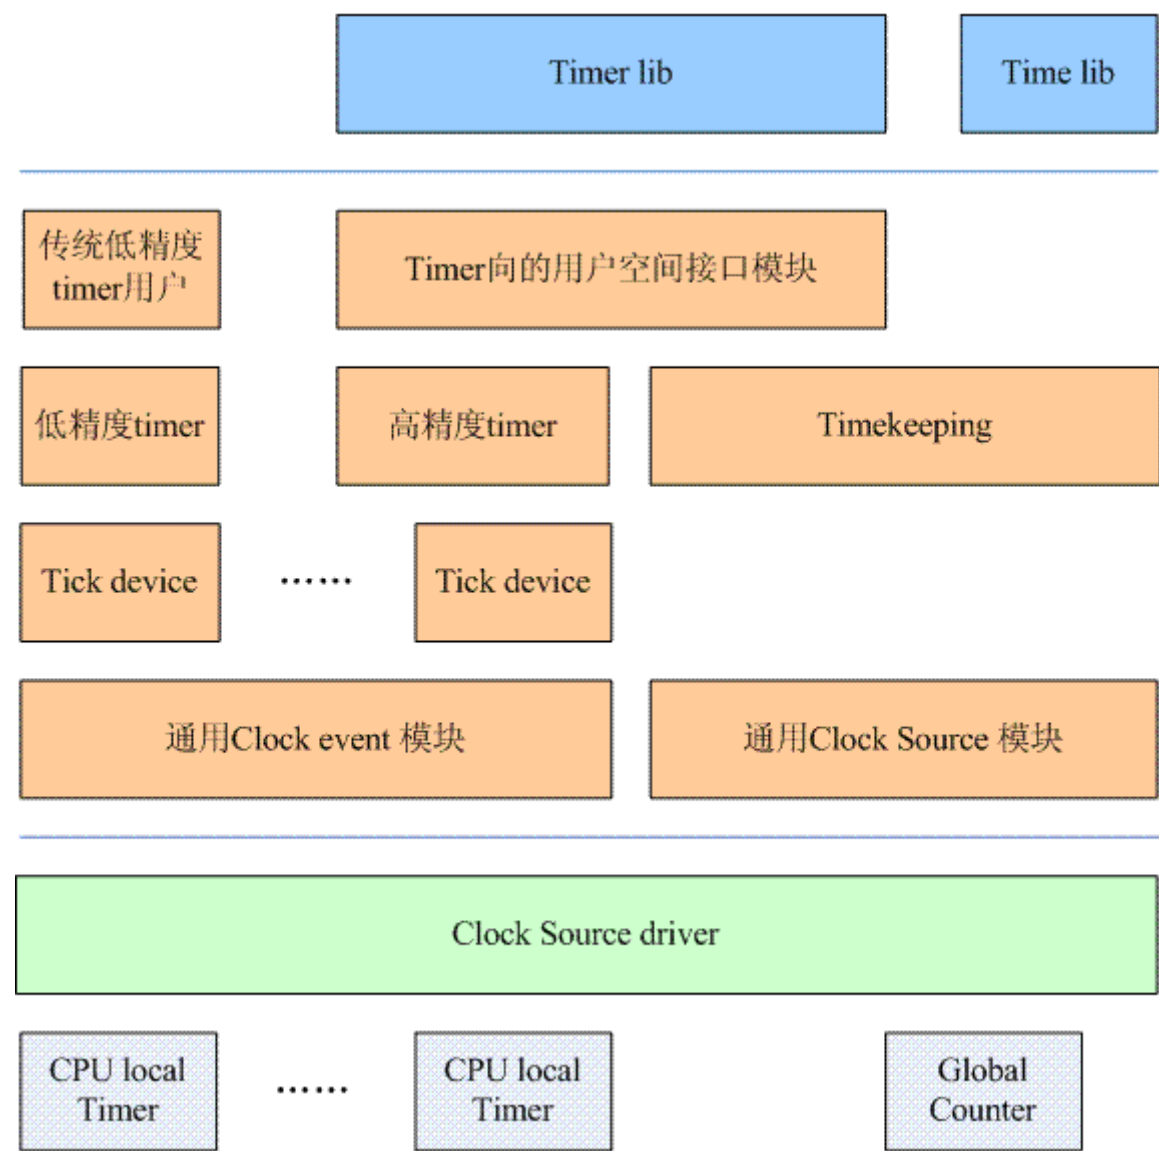 Timer lib
Time lib
传统低精度
timer用户
Timer向的用户空间接口模块
低精度timer
高精度timer
Timekeeping
Tick device
……
Tick device
通用Clock event 模块
通用Clock Source 模块
Clock Source driver
CPU local
Timer
……
CPU local
Timer
Global
Counter